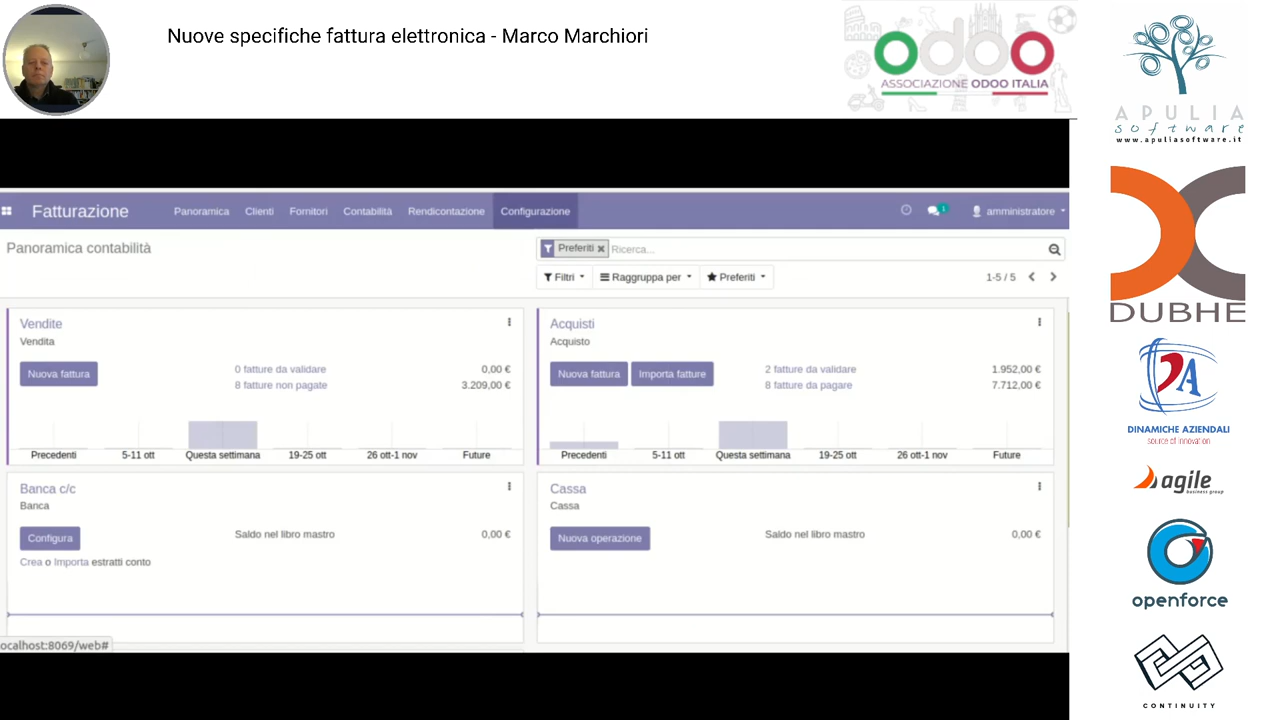 Nuove specifiche fattura elettronica - Marco Marchiori
odoo
ASSOCIAZIONE ODOO ITALIA
APULIA
software
www.apuliasoftware.it
DUBHE
DINAMICHE AZIENDALI
source of innovation
agile
business group
openforce
CONTINUITY
Fatturazione
Panoramica
Clienti
Fornitori
Contabilità
Rendicontazione
Configurazione
1
amministratore
Panoramica contabilità
Preferiti
Ricerca...
Filtri
Raggruppa per
Preferiti
1-5 / 5
Vendite
Vendita
Nuova fattura
0 fatture da validare 0,00 €
8 fatture non pagate 3.209,00 €
Precedenti 5-11 ott Questa settimana 19-25 ott 26 ott-1 nov Future
Acquisti
Acquisto
Nuova fattura
Importa fatture
2 fatture da validare 1.952,00 €
8 fatture da pagare 7.712,00 €
Precedenti 5-11 ott Questa settimana 19-25 ott 26 ott-1 nov Future
Banca c/c
Banca
Configura
Saldo nel libro mastro 0,00 €
Crea o Importa estratti conto
Cassa
Cassa
Nuova operazione
Saldo nel libro mastro 0,00 €
ocalhost:8069/web#